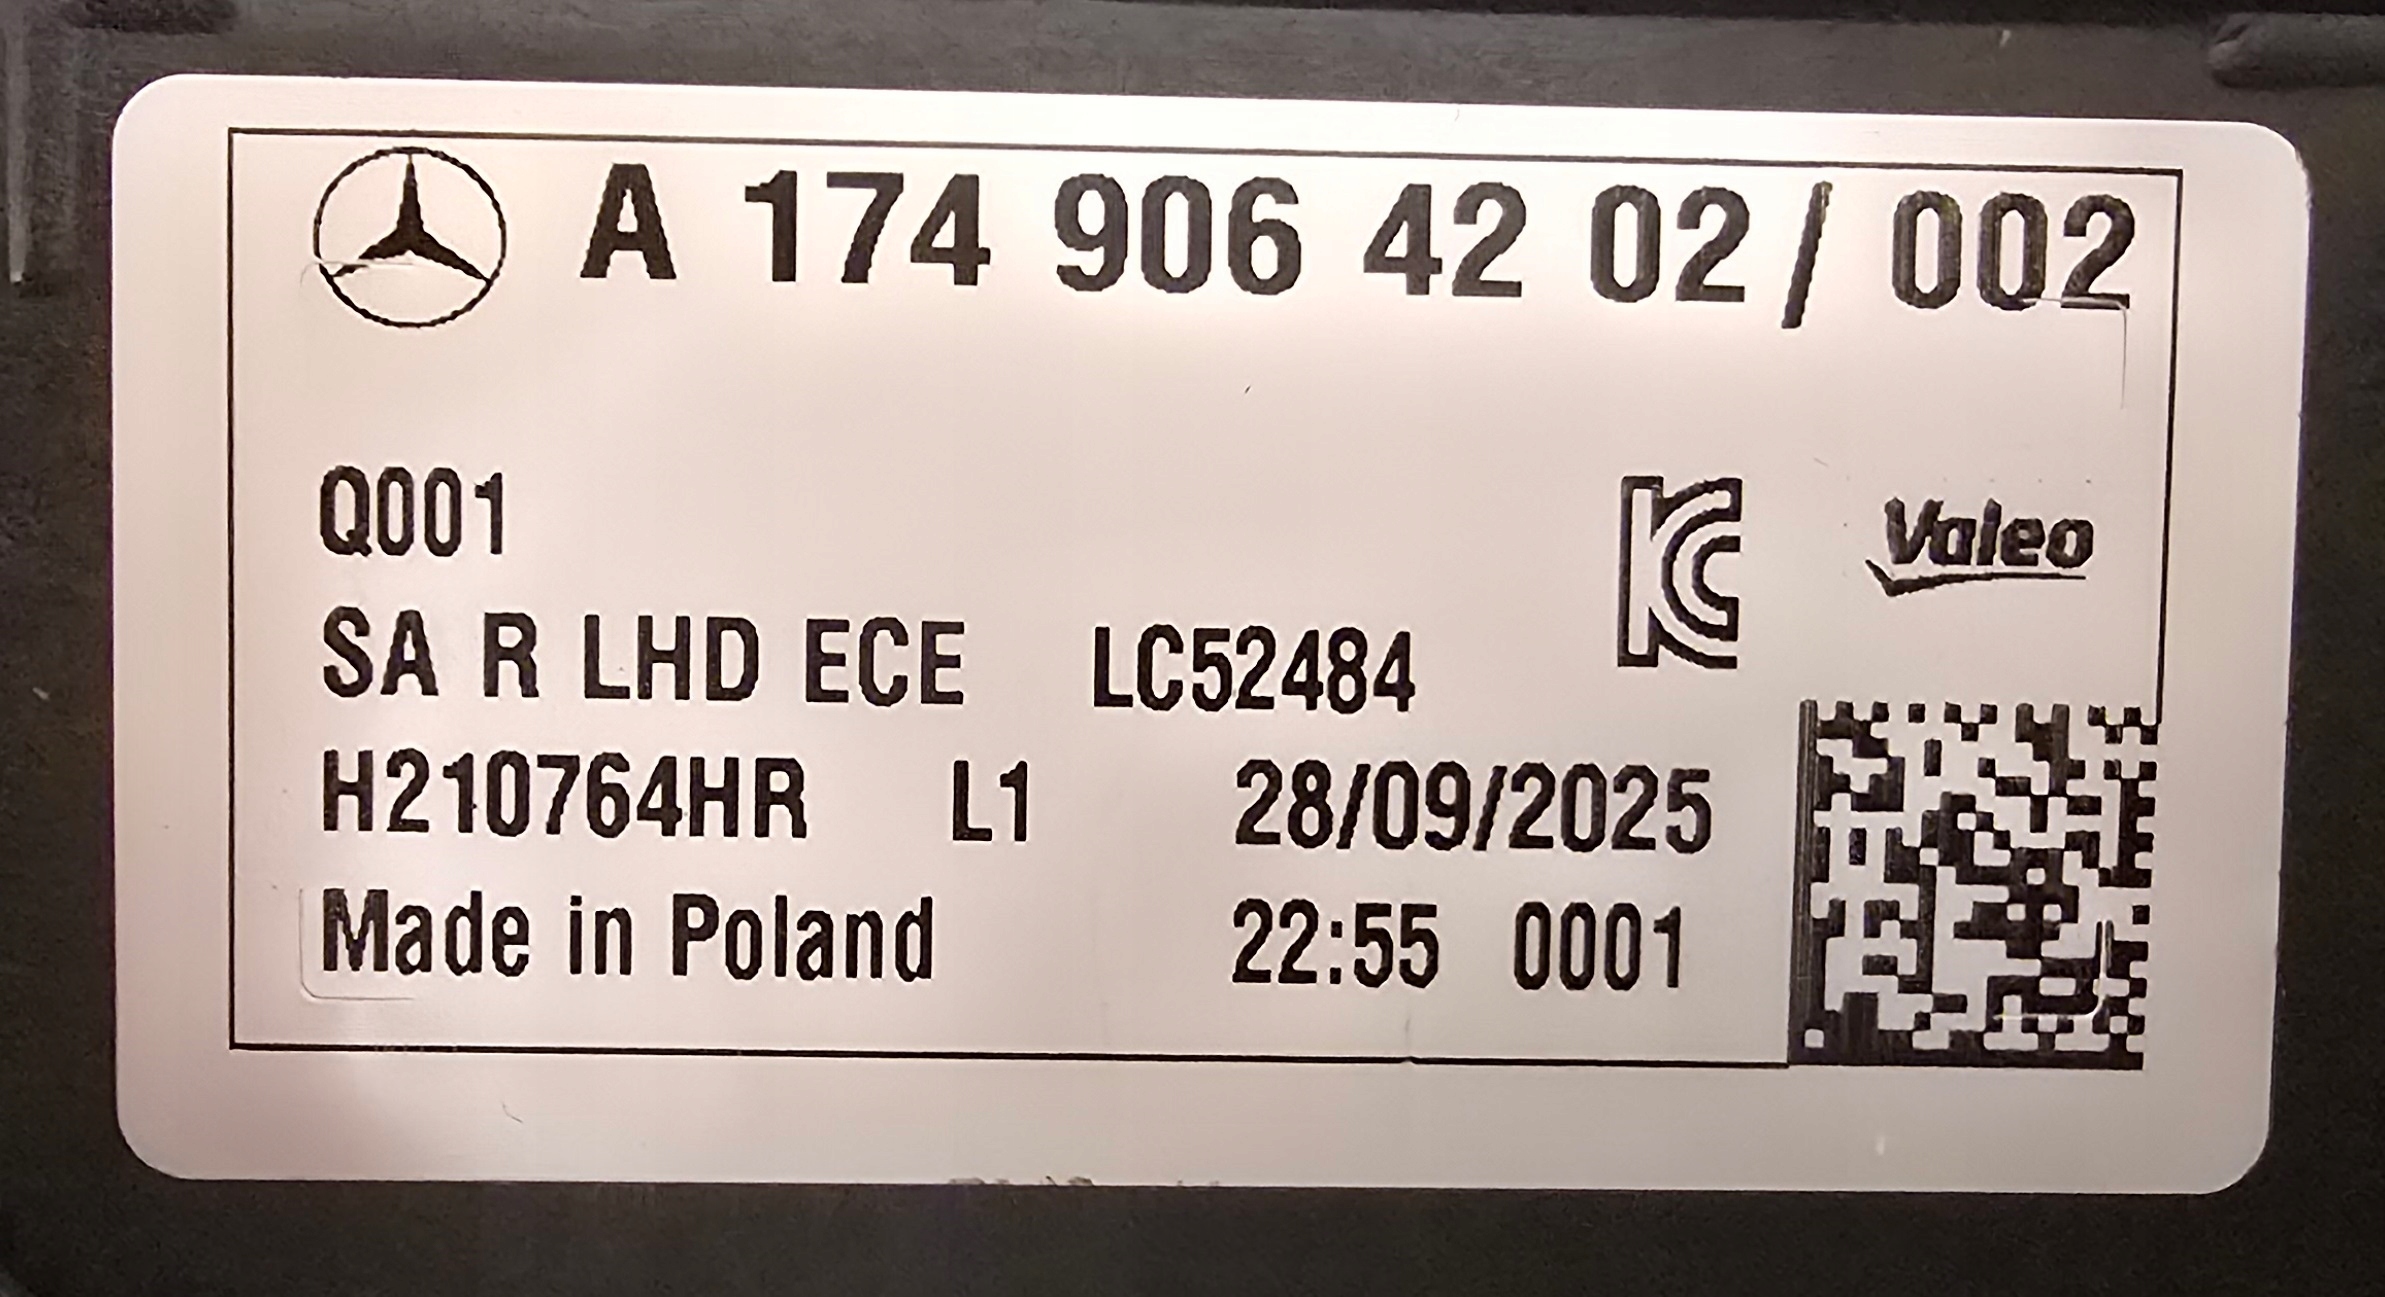 A 174 906 42 02 / 002
Q001
Valeo
SA R LHD ECE LC52484
H210764HR L1 28/09/2025
Made in Poland 22:55 0001